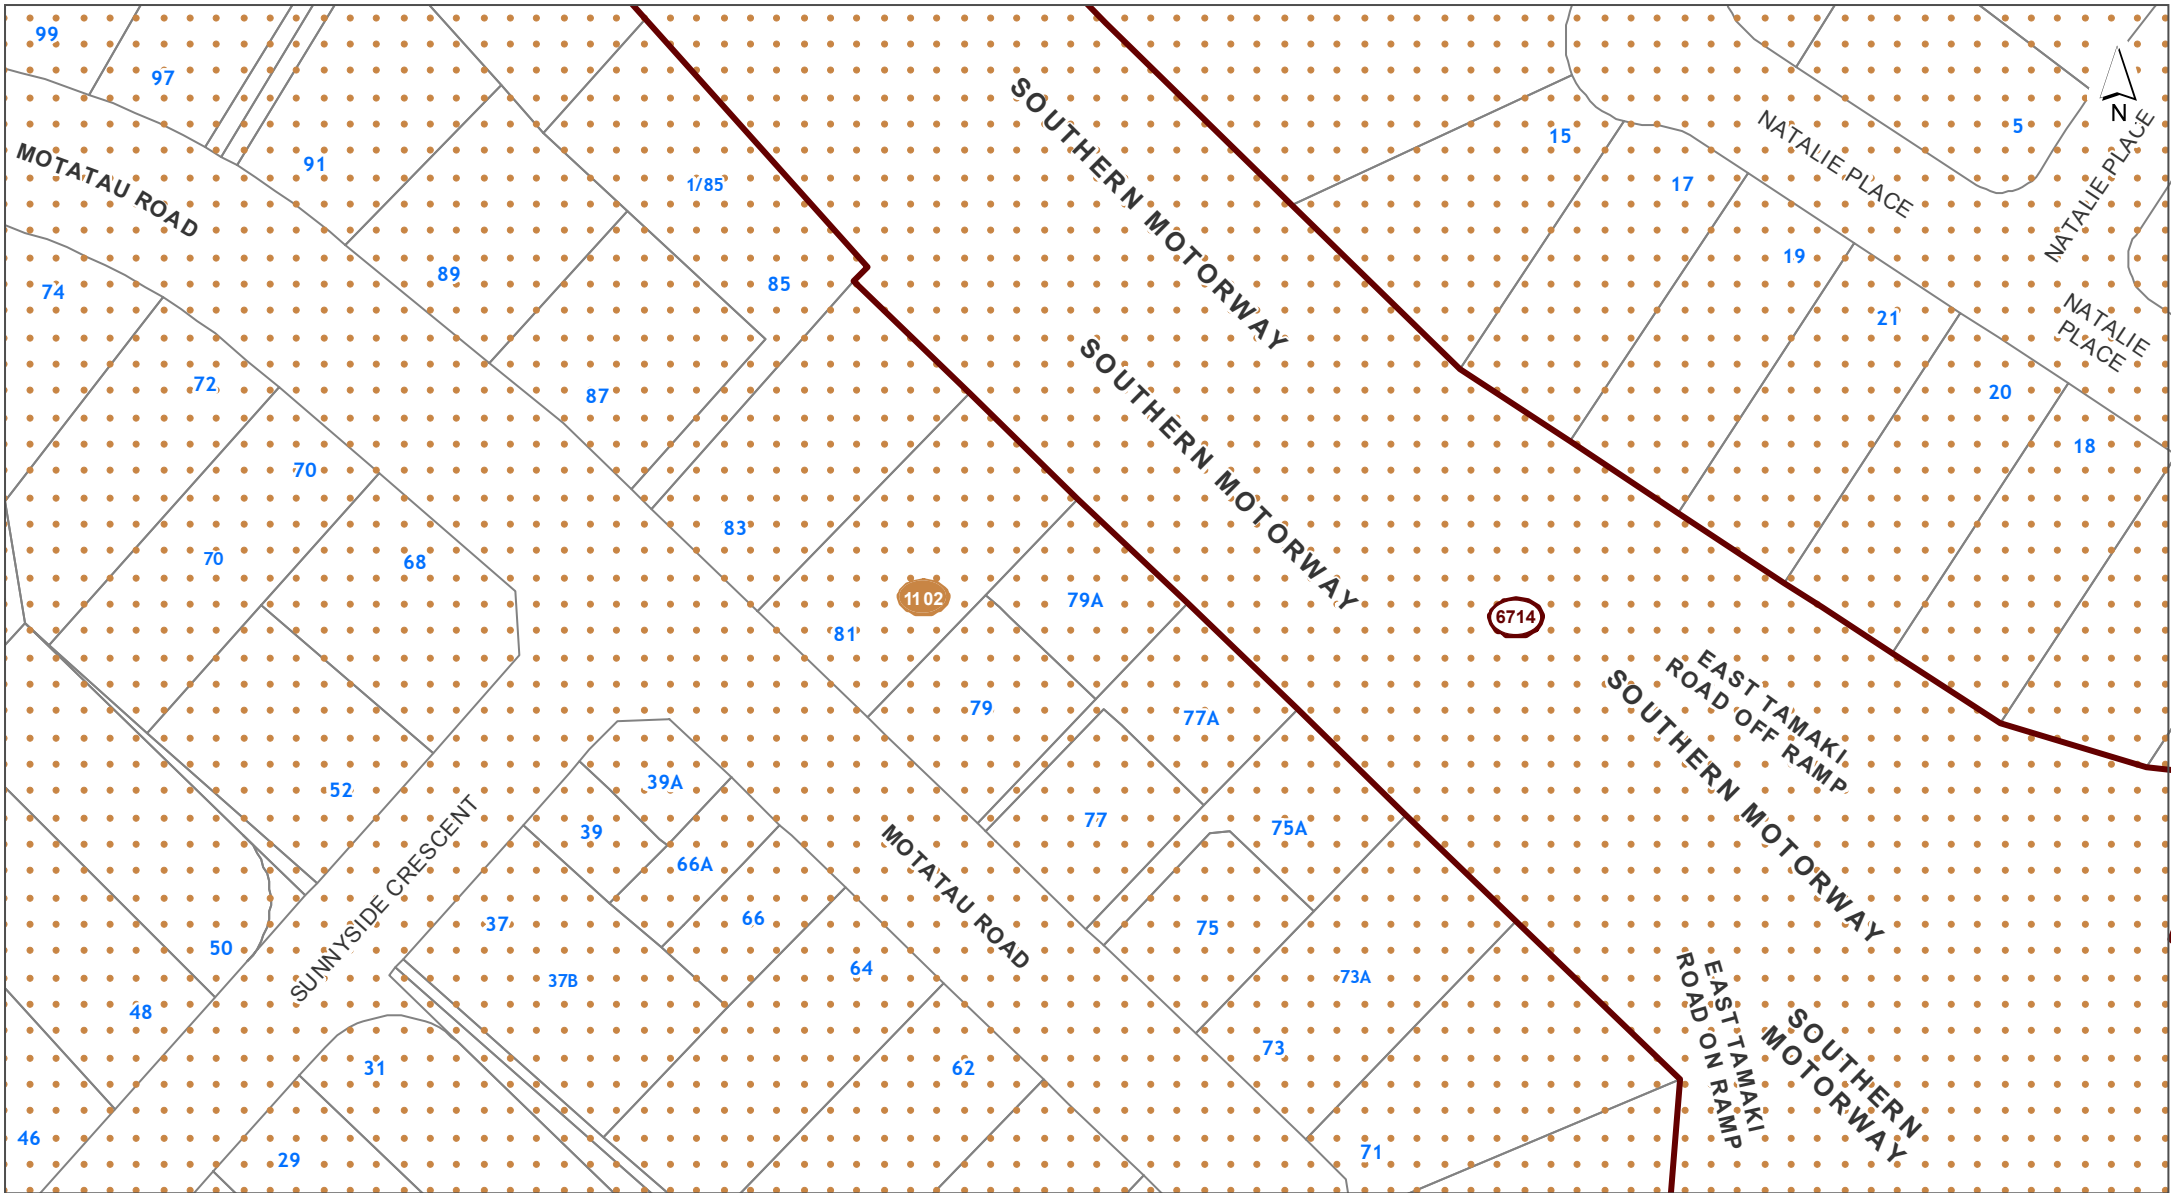 99
97
N
5
15
NATALIE PLACE
NATALIE PLACE
91
1/85
17
MOTATAU ROAD
SOUTHERN MOTORWAY
19
89
85
74
21
NATALIE
PLACE
72
87
20
SOUTHERN MOTORWAY
18
70
83
70
68
1102
79A
6714
81
EAST TAMAKI
ROAD OFF RAMP
79
77A
SOUTHERN MOTORWAY
39A
52
39
77
75A
66A
SUNNYSIDE CRESCENT
MOTATAU ROAD
37
66
75
50
64
73A
37B
48
EAST TAMAKI
ROAD ON RAMP
SOUTHERN
MOTORWAY
73
31
62
46
29
71